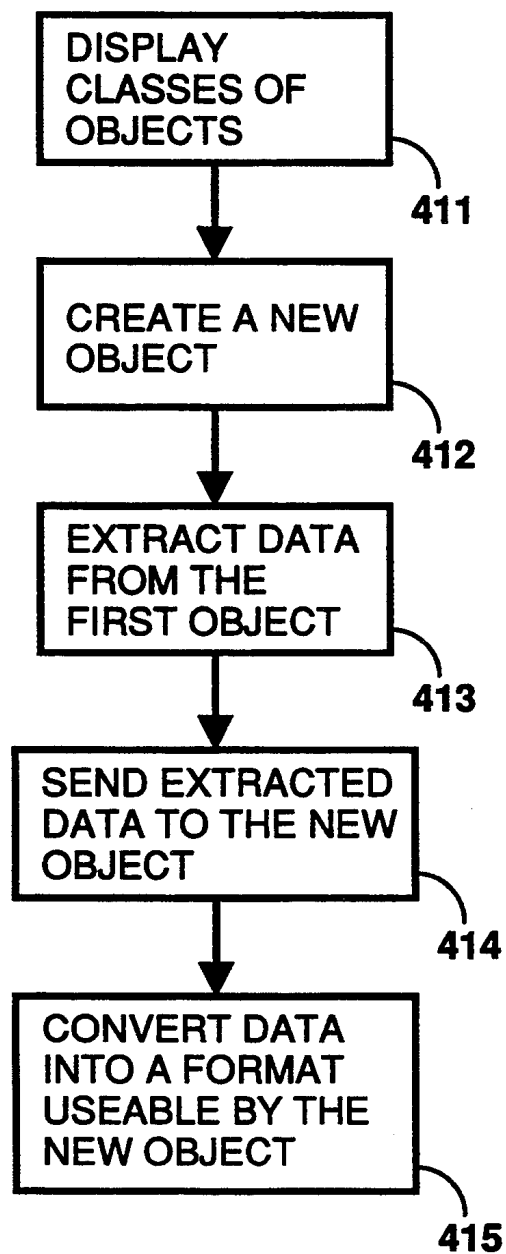 DISPLAY
CLASSES OF
OBJECTS
411
CREATE A NEW
OBJECT
412
EXTRACT DATA
FROM THE
FIRST OBJECT
413
SEND EXTRACTED
DATA TO THE NEW
OBJECT
414
CONVERT DATA
INTO A FORMAT
USEABLE BY THE
NEW OBJECT
415